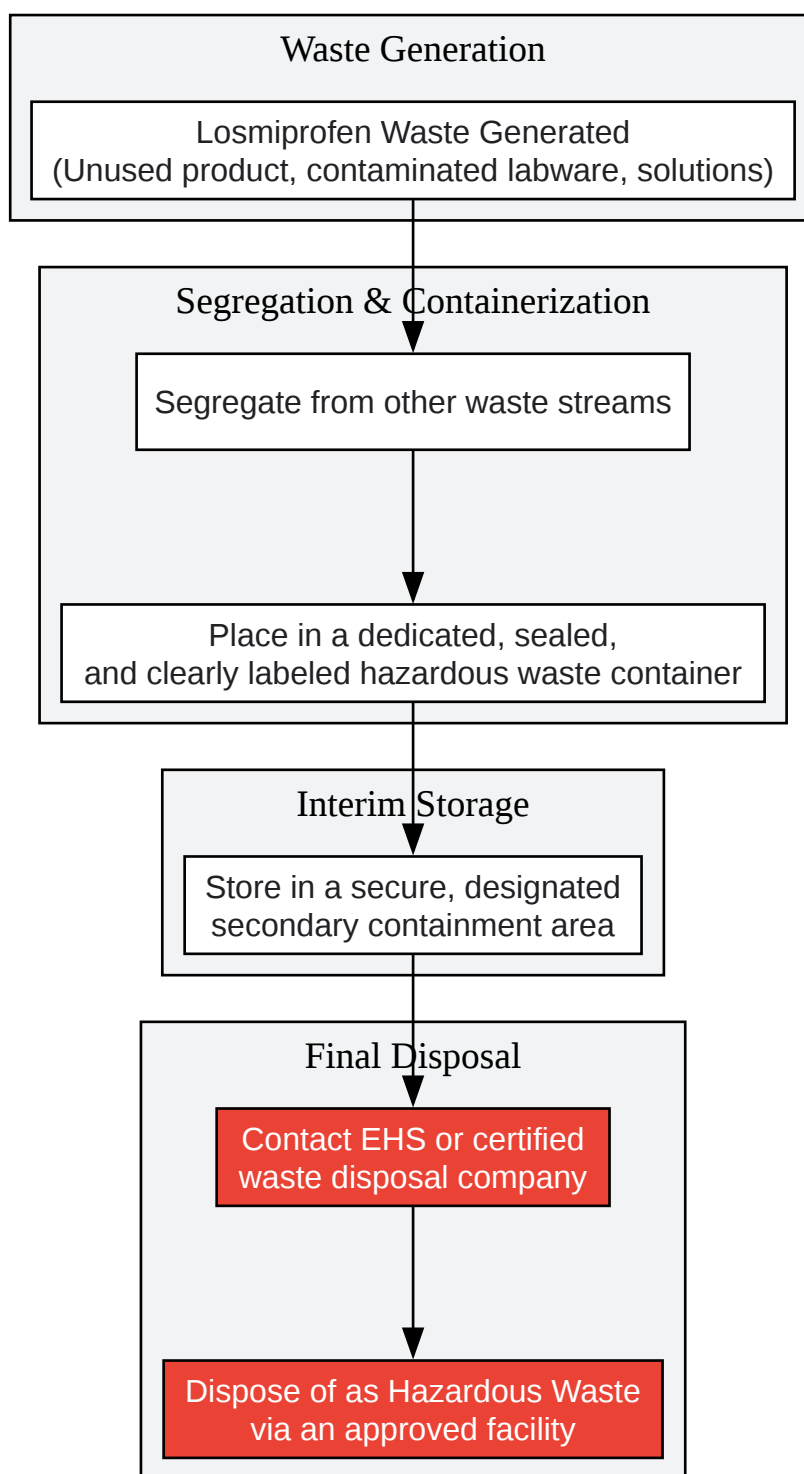 Waste Generation
Losmiprofen Waste Generated
(Unused product, contaminated labware, solutions)
Segregation & Containerization
Segregate from other waste streams
Place in a dedicated, sealed,
and clearly labeled hazardous waste container
Interim Storage
Store in a secure, designated
secondary containment area
Final Disposal
Contact EHS or certified
waste disposal company
Dispose of as Hazardous Waste
via an approved facility